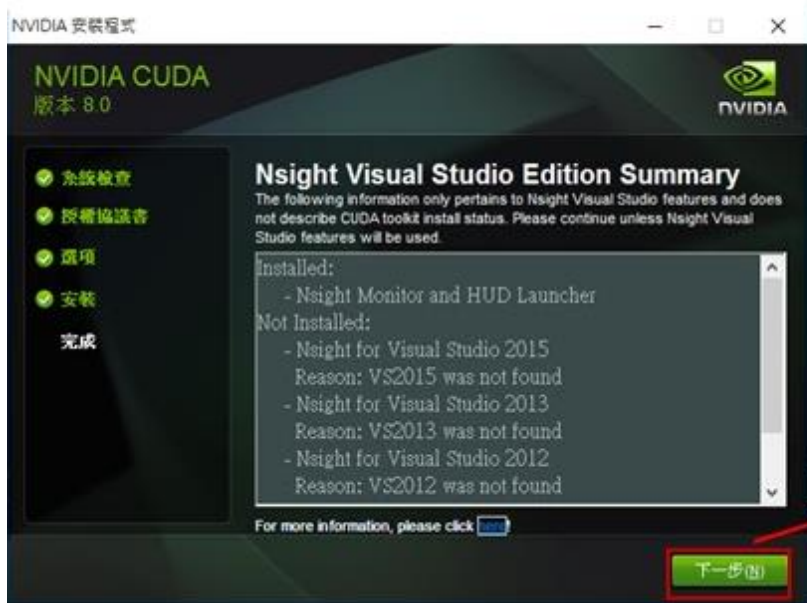 NVIDIA 安裝程式
NVIDIA CUDA
版本 8.0
NVIDIA
系統檢查
授權協議書
選項
安裝
完成
Nsight Visual Studio Edition Summary
The following information only pertains to Nsight Visual Studio features and does
not describe CUDA toolkit install status. Please continue unless Nsight Visual
Studio features will be used.
Installed:
- Nsight Monitor and HUD Launcher
Not Installed:
- Nsight for Visual Studio 2015
Reason: VS2015 was not found
- Nsight for Visual Studio 2013
Reason: VS2013 was not found
- Nsight for Visual Studio 2012
Reason: VS2012 was not found
For more information, please click here!
下一步(N)